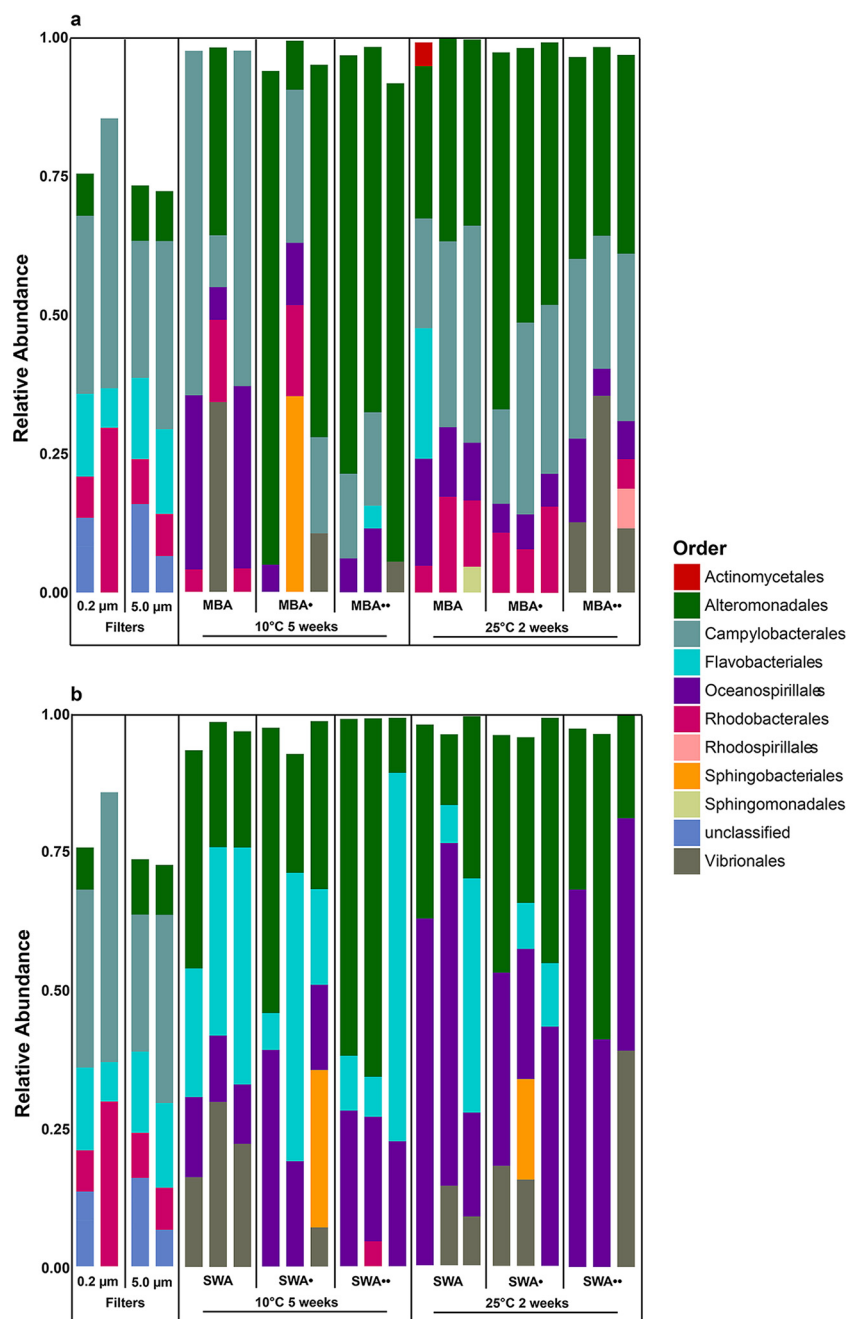 a
1.00
0.75
0.50
0.25
0.00
Relative Abundance
0.2 µm 5.0 µm MBA MBA• MBA•• MBA MBA• MBA••
Filters 10°C 5 weeks 25°C 2 weeks
Order
Actinomycetales
Alteromonadales
Campylobacterales
Flavobacteriales
Oceanospirillales
Rhodobacterales
Rhodospirillales
Sphingobacteriales
Sphingomonadales
unclassified
Vibrionales
b
1.00
0.75
0.50
0.25
0.00
Relative Abundance
0.2 µm 5.0 µm SWA SWA• SWA•• SWA SWA• SWA••
Filters 10°C 5 weeks 25°C 2 weeks